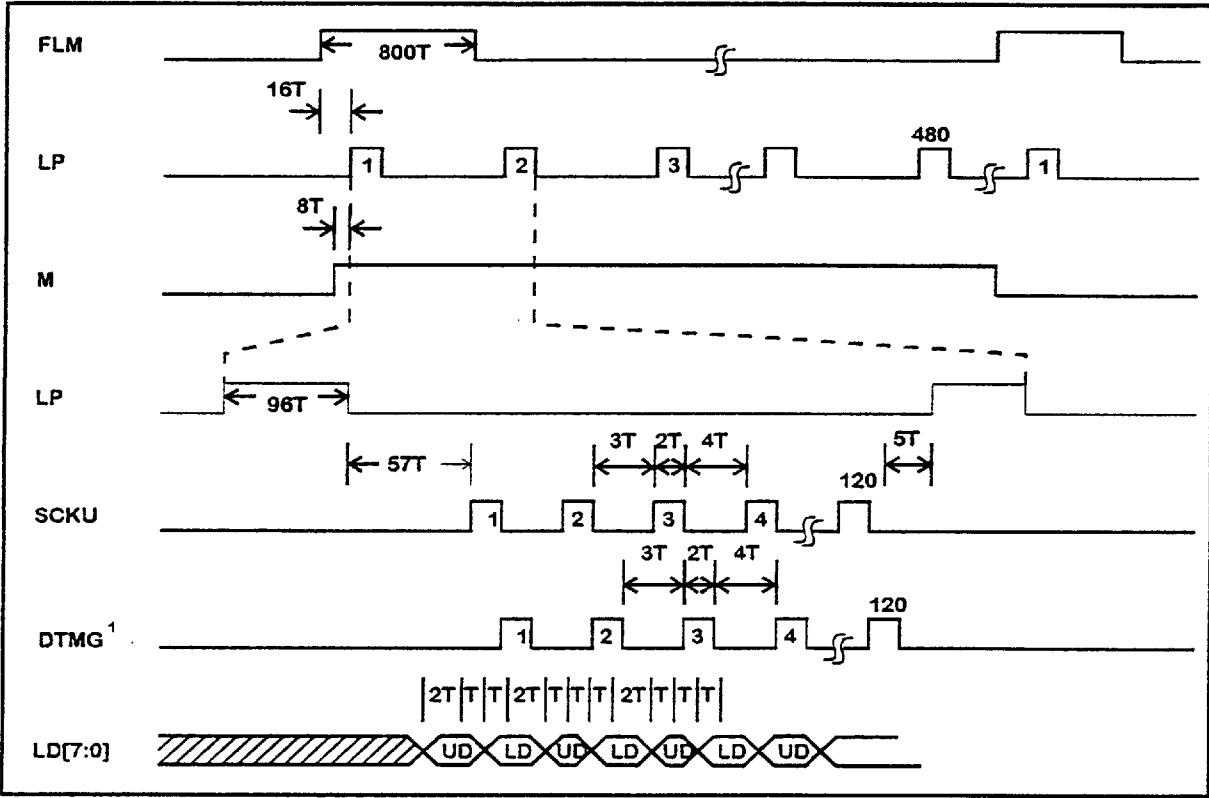 FLM
800T
16T
LP
1 2 3 480 1
8T
M
LP
96T
3T 2T 4T 5T
57T
120
SCKU
1 2 3 4
3T 2T 4T
120
DTMG 1
1 2 3 4
2T T T 2T T T T 2T T T T
LD[7:0]
UD LD UD LD UD LD UD